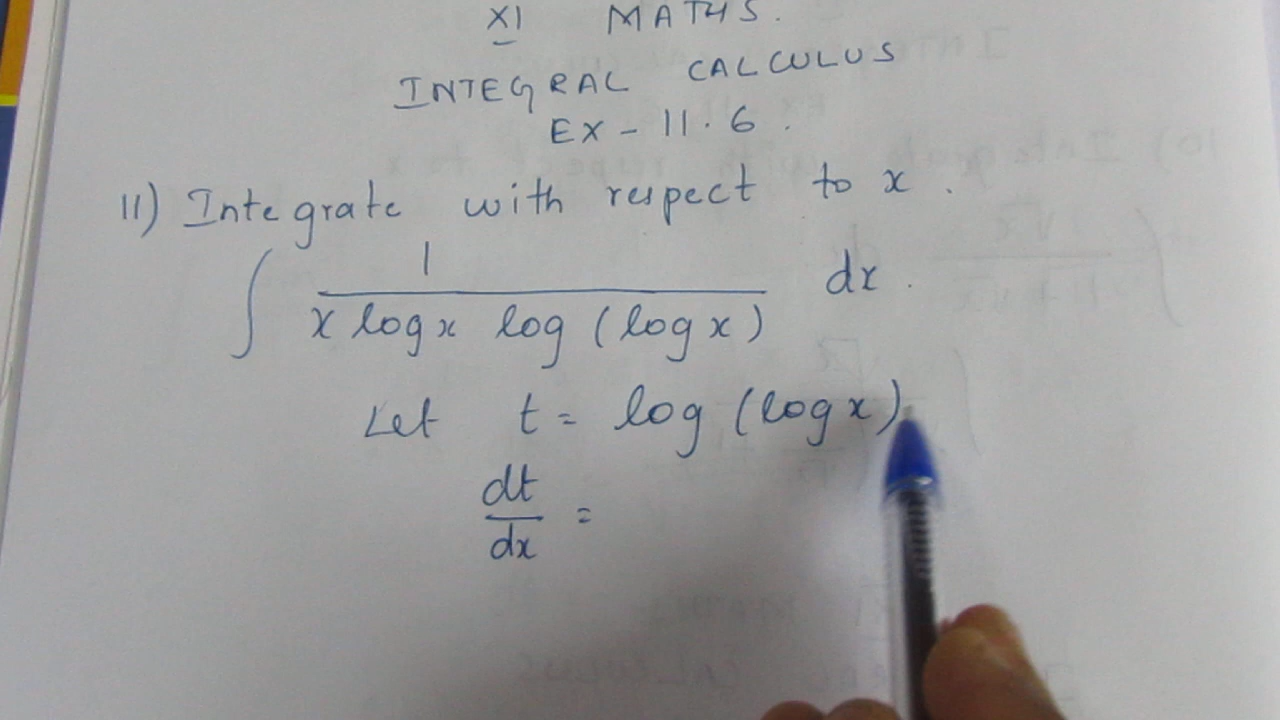 XI MATHS.
INTEGRAL CALCULUS
EX - 11.6.
11) Integrate with respect to x.
∫ 1 / (x log x log (log x)) dx.
Let t = log (log x)
dt/dx =